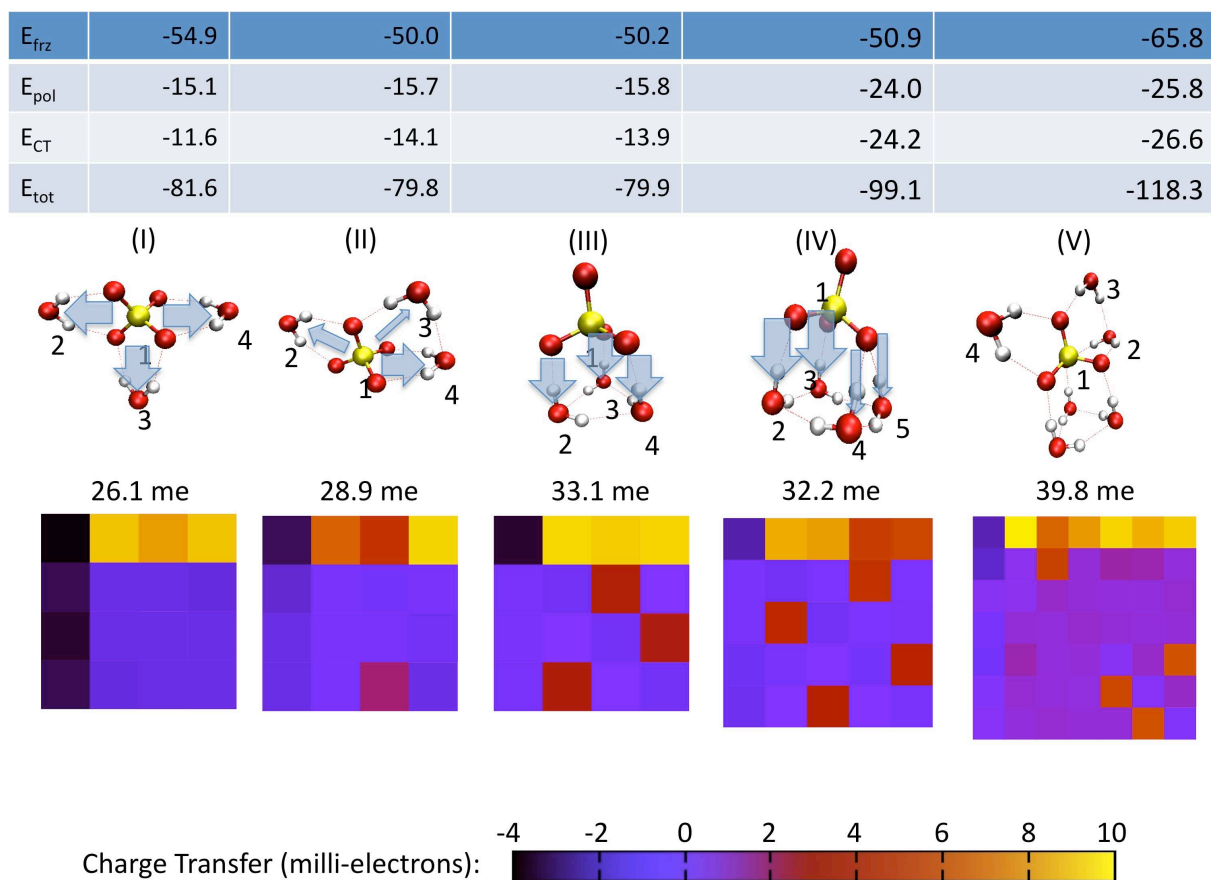 E_frz -54.9 -50.0 -50.2 -50.9 -65.8
E_pol -15.1 -15.7 -15.8 -24.0 -25.8
E_CT -11.6 -14.1 -13.9 -24.2 -26.6
E_tot -81.6 -79.8 -79.9 -99.1 -118.3
(I) (II) (III) (IV) (V)
1 2 3 4
1 2 3 4
1 2 3 4
1 2 3 4 5
1 2 3 4
26.1 me 28.9 me 33.1 me 32.2 me 39.8 me
-4 -2 0 2 4 6 8 10
Charge Transfer (milli-electrons):